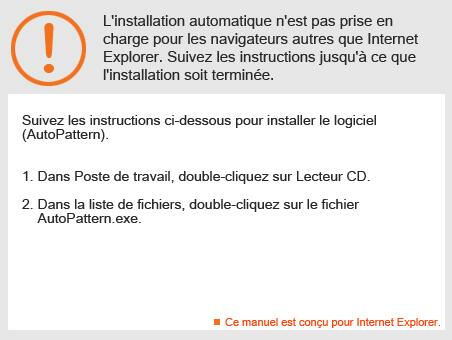 L'installation automatique n'est pas prise en
charge pour les navigateurs autres que Internet
Explorer. Suivez les instructions jusqu'à ce que
l'installation soit terminée.
Suivez les instructions ci-dessous pour installer le logiciel
(AutoPattern).
1. Dans Poste de travail, double-cliquez sur Lecteur CD.
2. Dans la liste de fichiers, double-cliquez sur le fichier
AutoPattern.exe.
Ce manuel est conçu pour Internet Explorer.